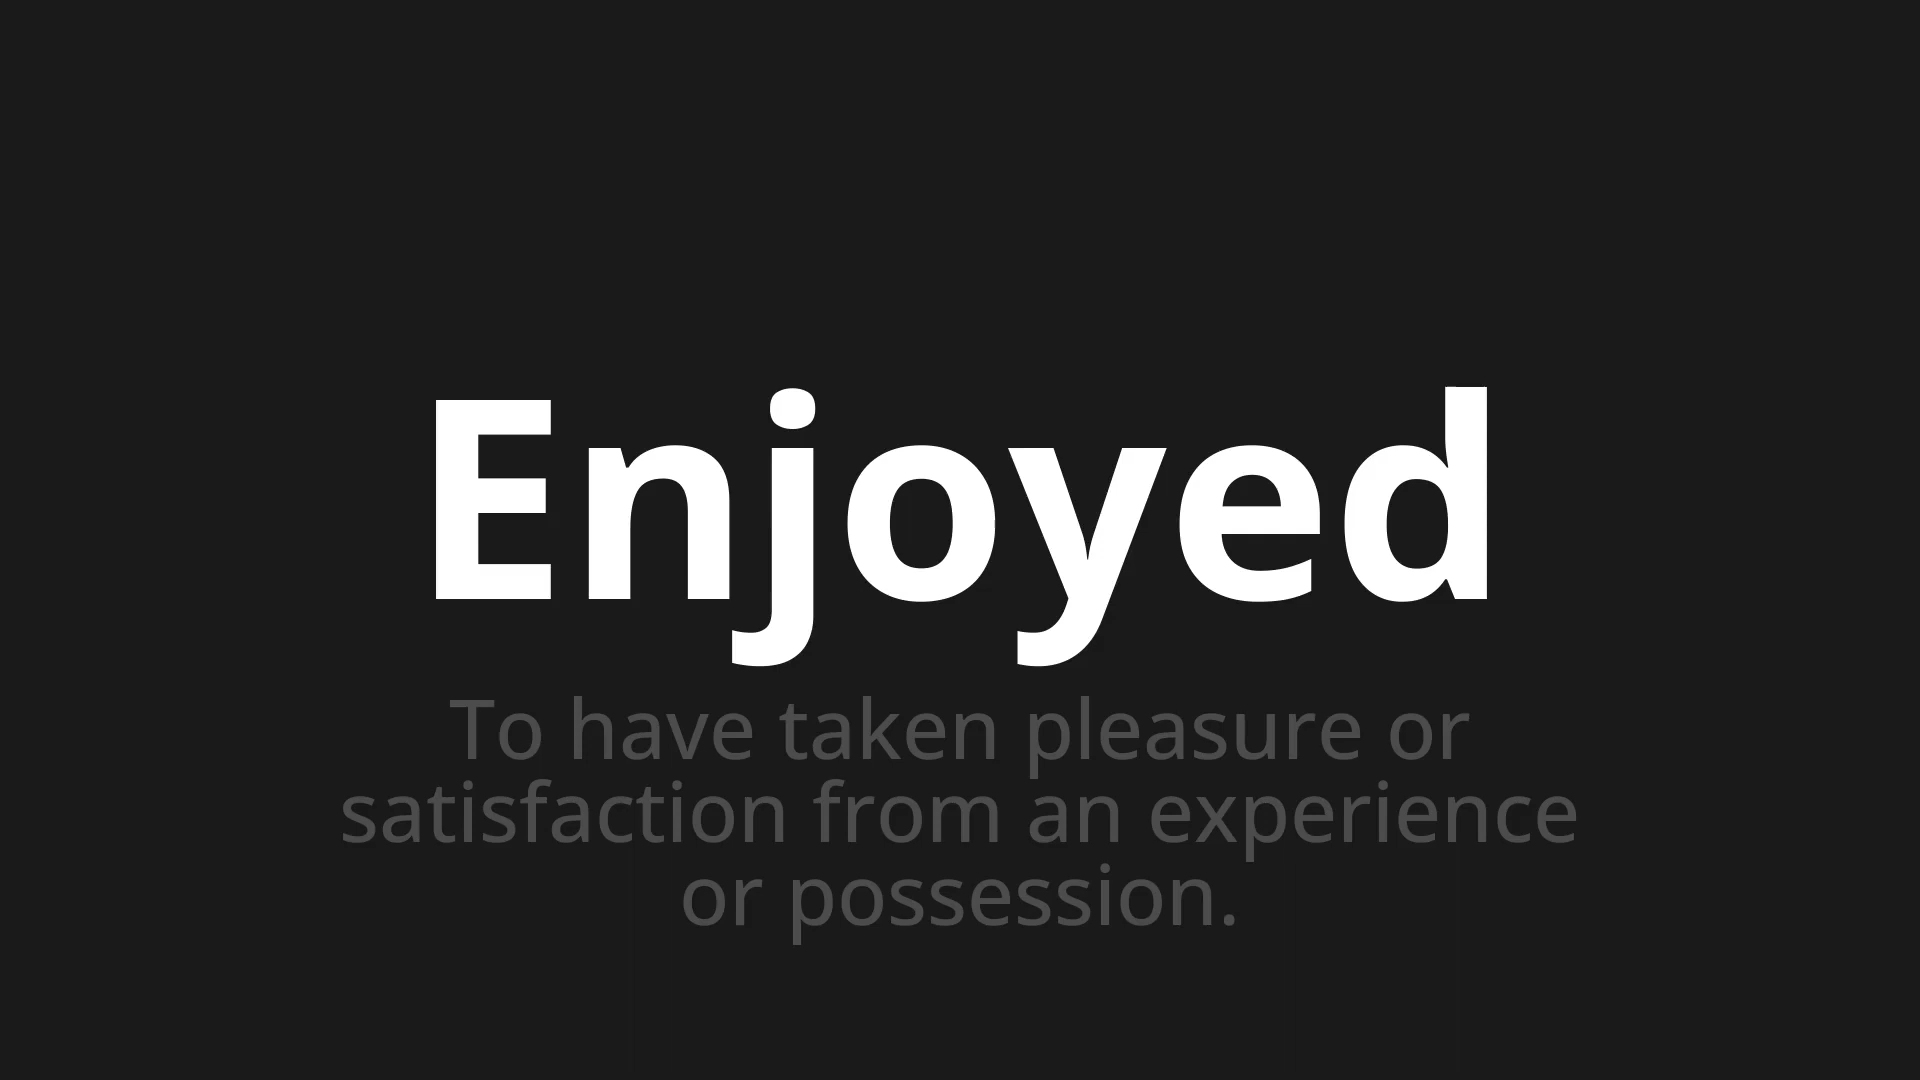 Enjoyed
To have taken pleasure or
satisfaction from an experience
or possession.